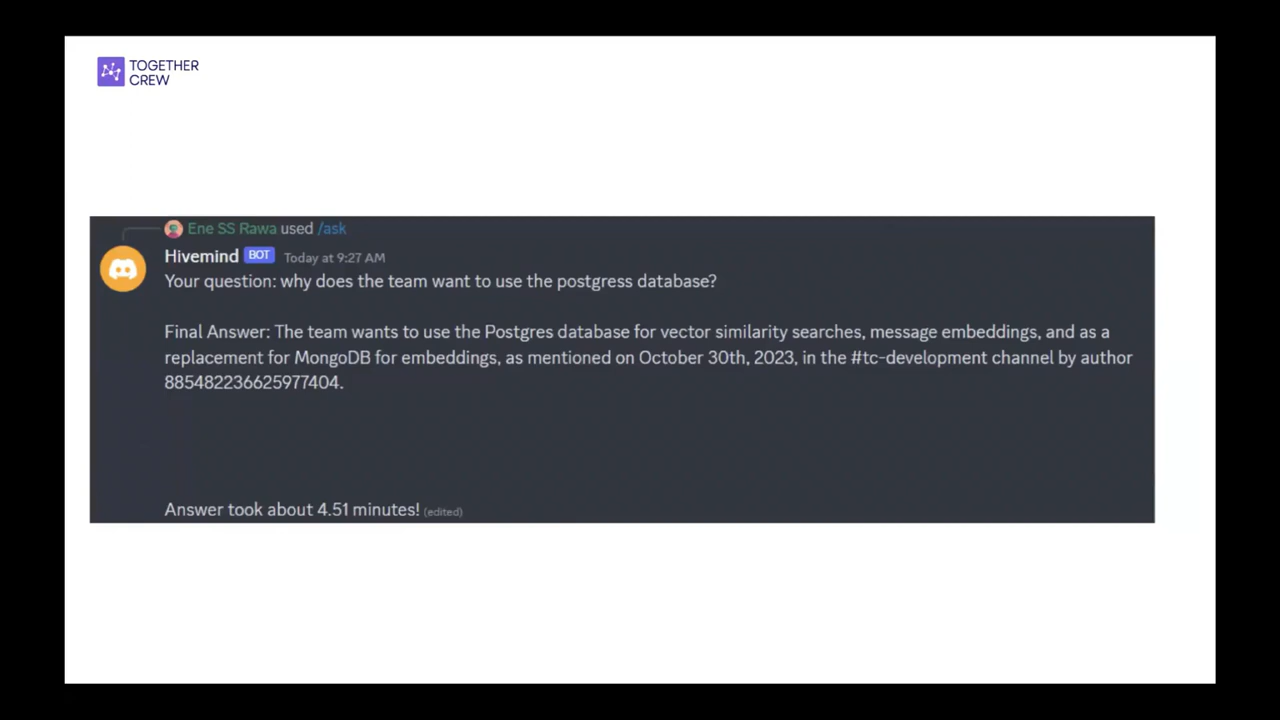 TOGETHER
CREW
Ene SS Rawa used /ask
Hivemind BOT Today at 9:27 AM
Your question: why does the team want to use the postgress database?
Final Answer: The team wants to use the Postgres database for vector similarity searches, message embeddings, and as a
replacement for MongoDB for embeddings, as mentioned on October 30th, 2023, in the #tc-development channel by author
885482236625977404.
Answer took about 4.51 minutes! (edited)